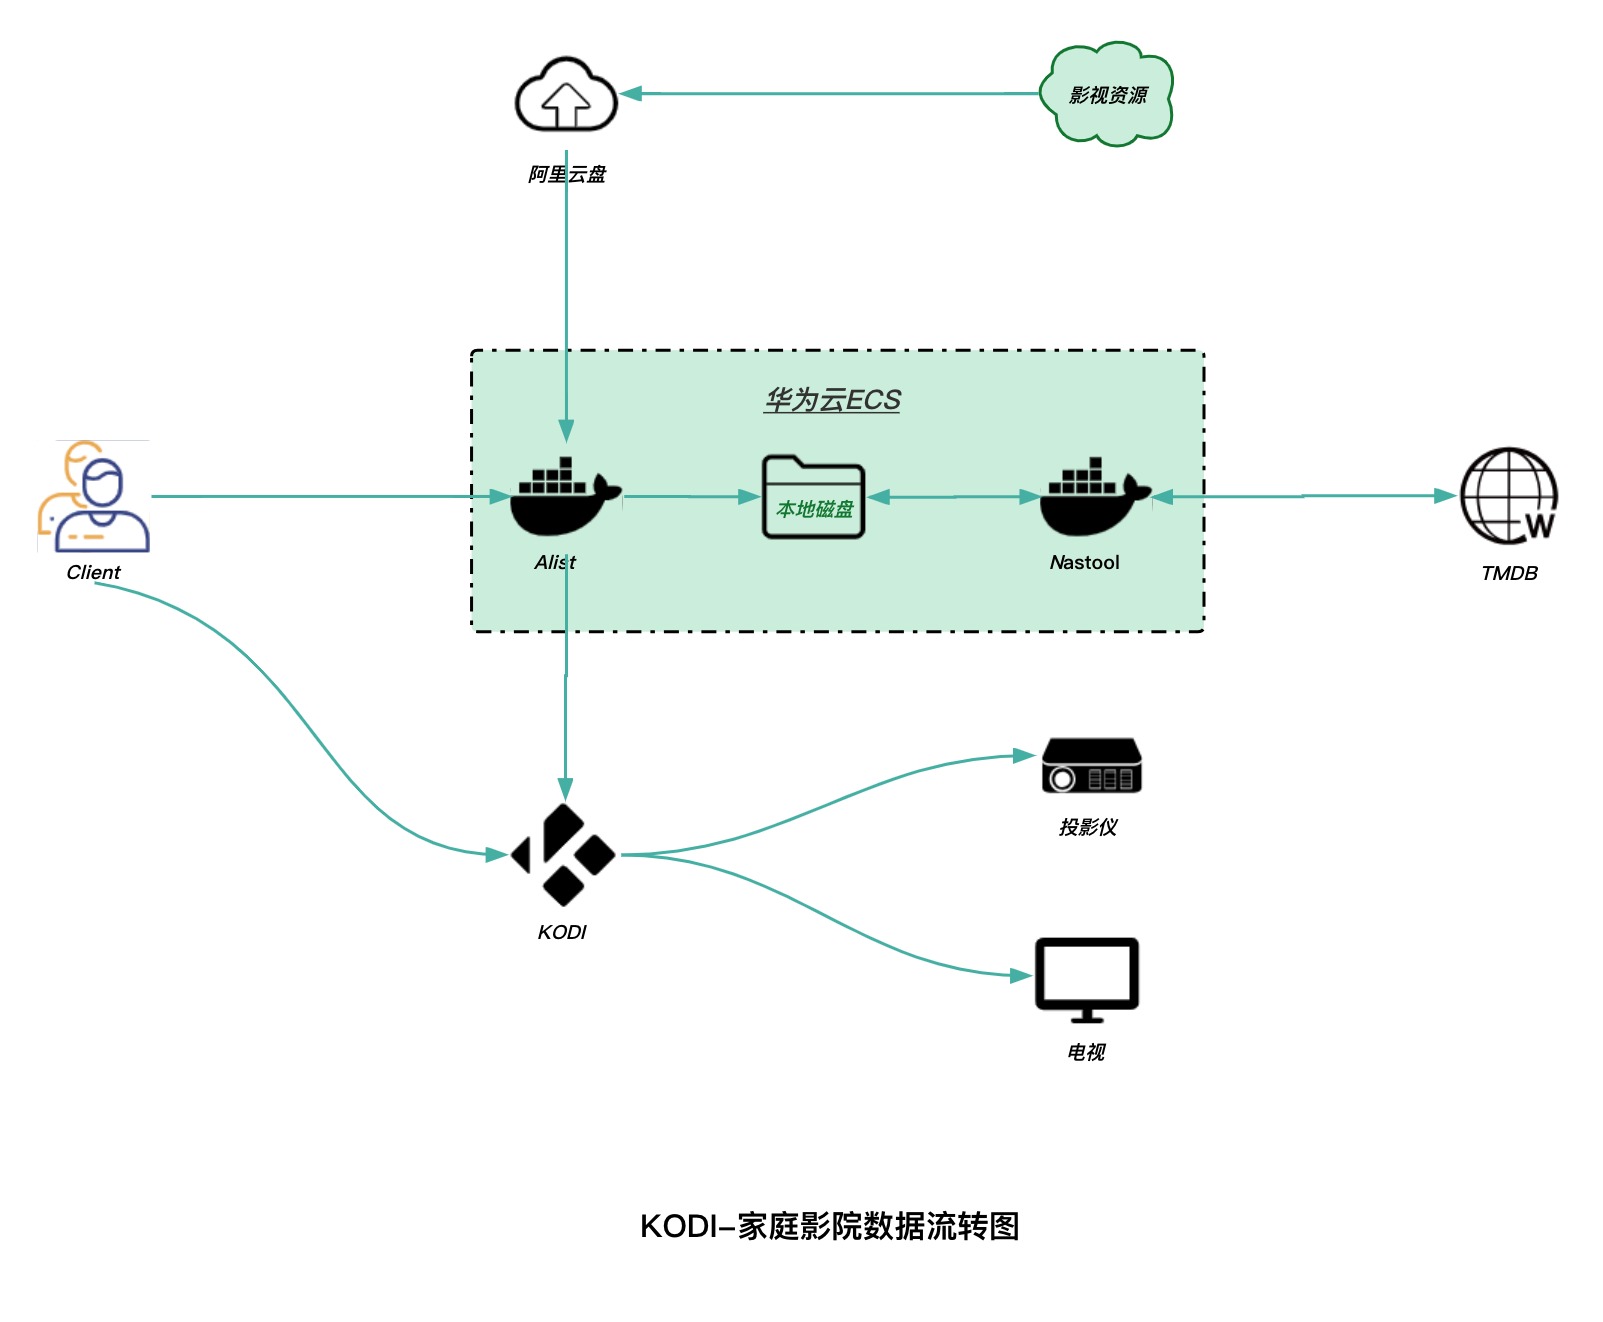 影视资源
阿里云盘
华为云ECS
本地磁盘
Client
Alist
Nastool
TMDB
W
投影仪
KODI
电视
KODI-家庭影院数据流转图